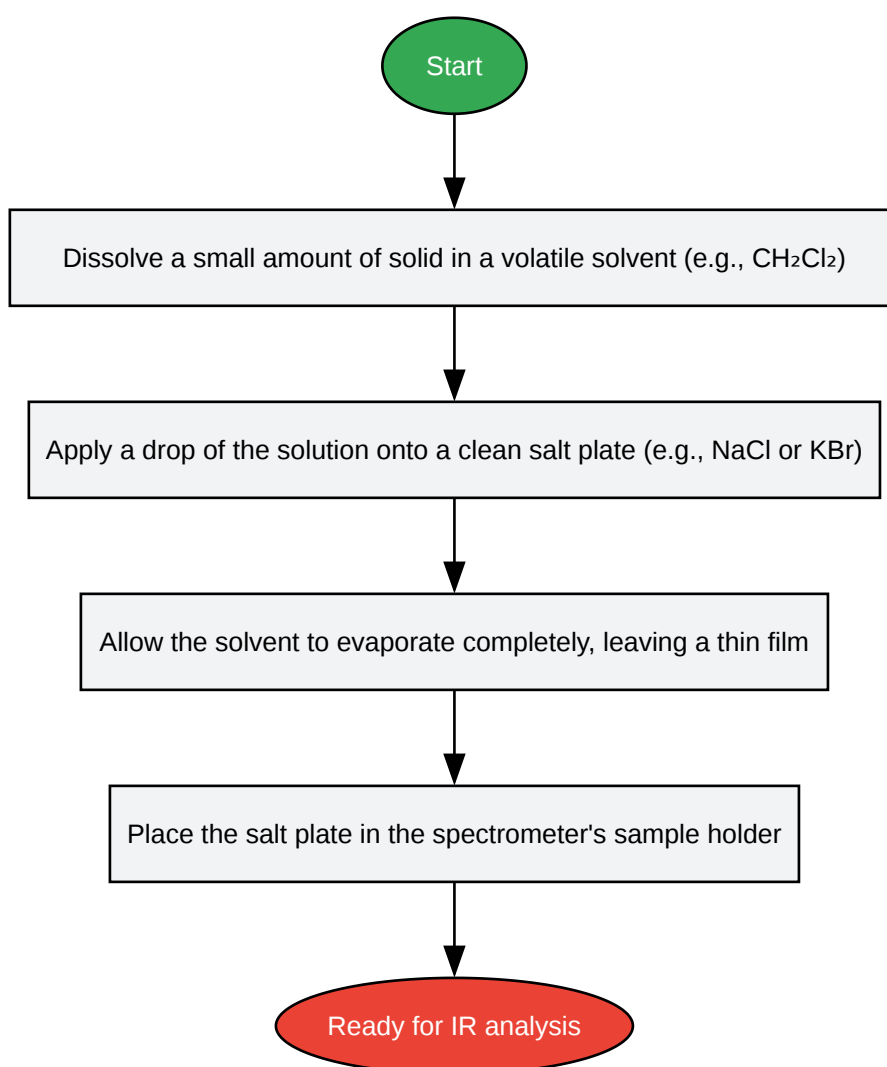 Start
Dissolve a small amount of solid in a volatile solvent (e.g., CH₂Cl₂)
Apply a drop of the solution onto a clean salt plate (e.g., NaCl or KBr)
Allow the solvent to evaporate completely, leaving a thin film
Place the salt plate in the spectrometer's sample holder
Ready for IR analysis